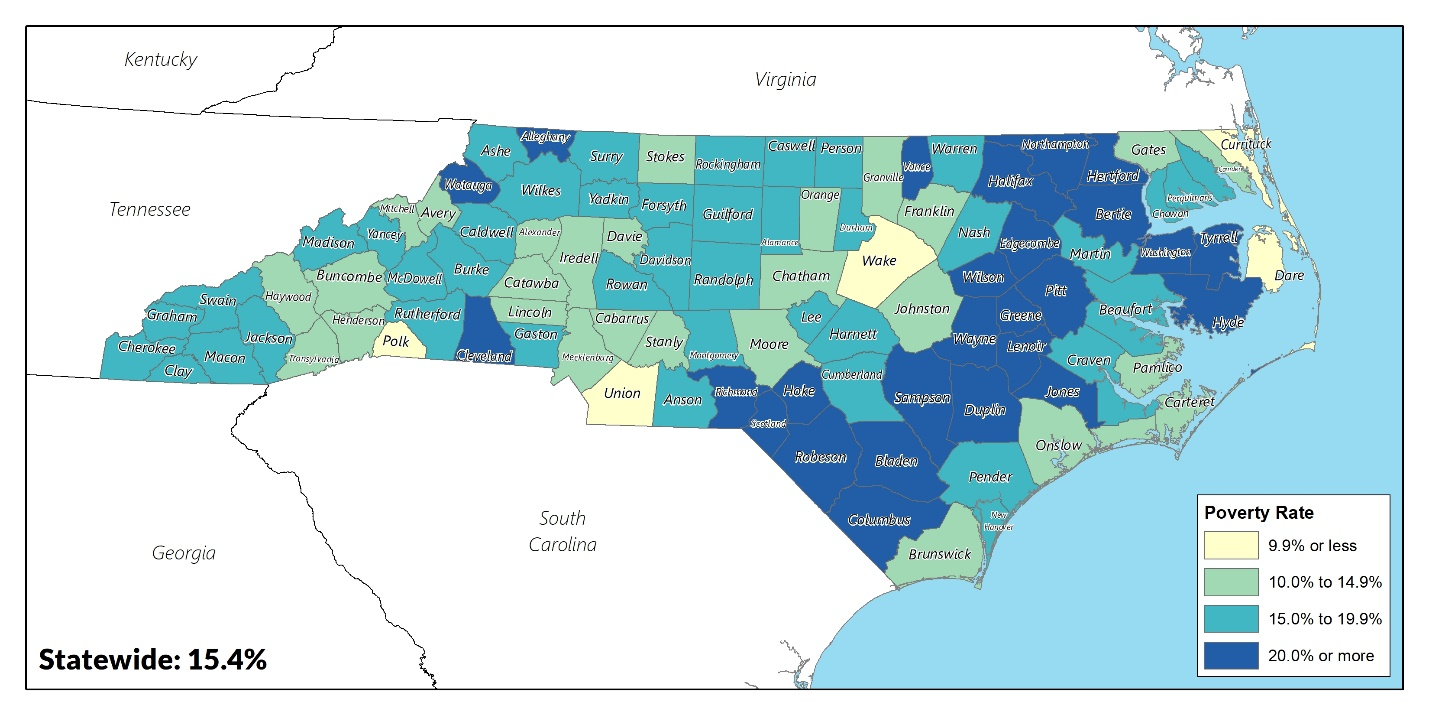 Kentucky
Virginia
Tennessee
Georgia
South
Carolina
Alleghany
Ashe
Surry
Stokes
Rockingham
Caswell
Person
Granville
Vance
Warren
Northampton
Gates
Currituck
Camden
Halifax
Hertford
Watauga
Wilkes
Yadkin
Forsyth
Guilford
Alamance
Orange
Durham
Franklin
Bertie
Perquimans
Chowan
Mitchell
Avery
Caldwell
Alexander
Davie
Iredell
Nash
Edgecombe
Martin
Washington
Tyrrell
Dare
Madison
Yancey
Davidson
Wake
Burke
McDowell
Buncombe
Catawba
Rowan
Randolph
Chatham
Wilson
Pitt
Haywood
Swain
Graham
Rutherford
Lincoln
Johnston
Greene
Beaufort
Hyde
Henderson
Cabarrus
Lee
Harnett
Jackson
Polk
Cleveland
Gaston
Stanly
Moore
Montgomery
Wayne
Lenoir
Craven
Pamlico
Cherokee
Macon
Clay
Transylvania
Mecklenburg
Cumberland
Union
Anson
Richmond
Hoke
Sampson
Jones
Carteret
Duplin
Scotland
Onslow
Robeson
Bladen
Pender
Columbus
New
Hanover
Brunswick
Poverty Rate
9.9% or less
10.0% to 14.9%
15.0% to 19.9%
20.0% or more
Statewide: 15.4%